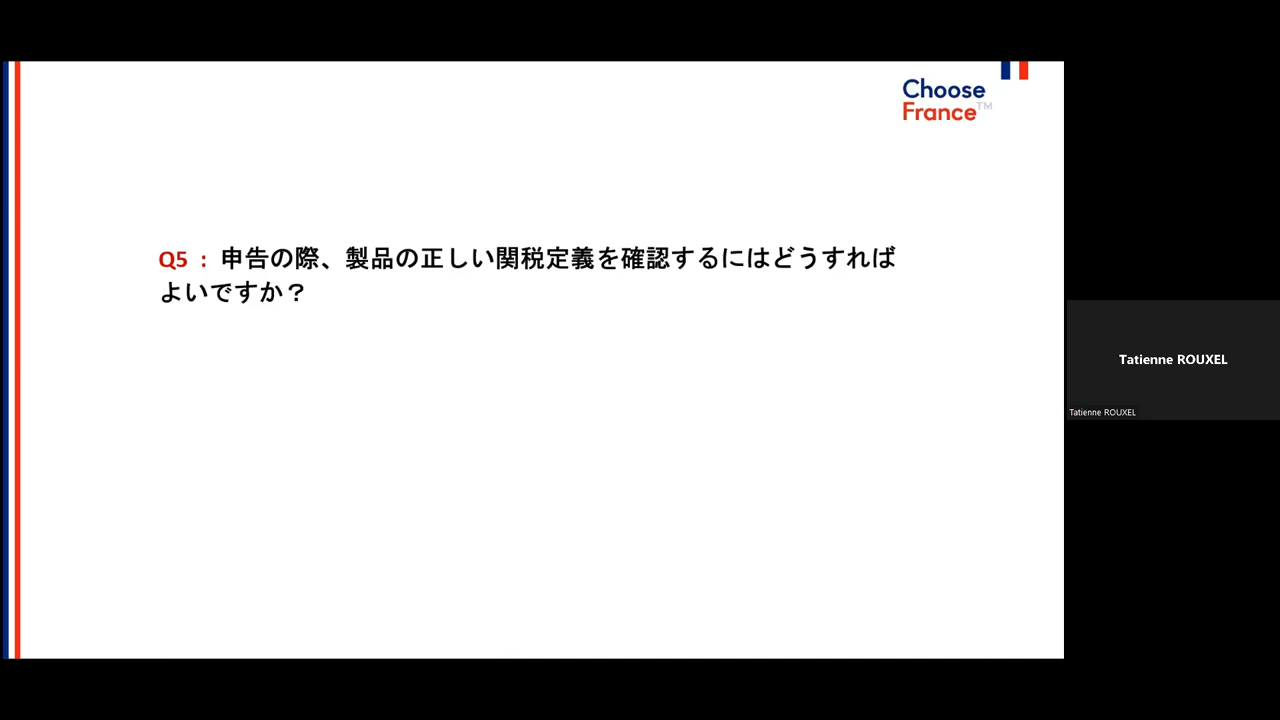 Choose
France™
Q5 : 申告の際、製品の正しい関税定義を確認するにはどうすれば
よいですか？
Tatienne ROUXEL
Tatienne ROUXEL